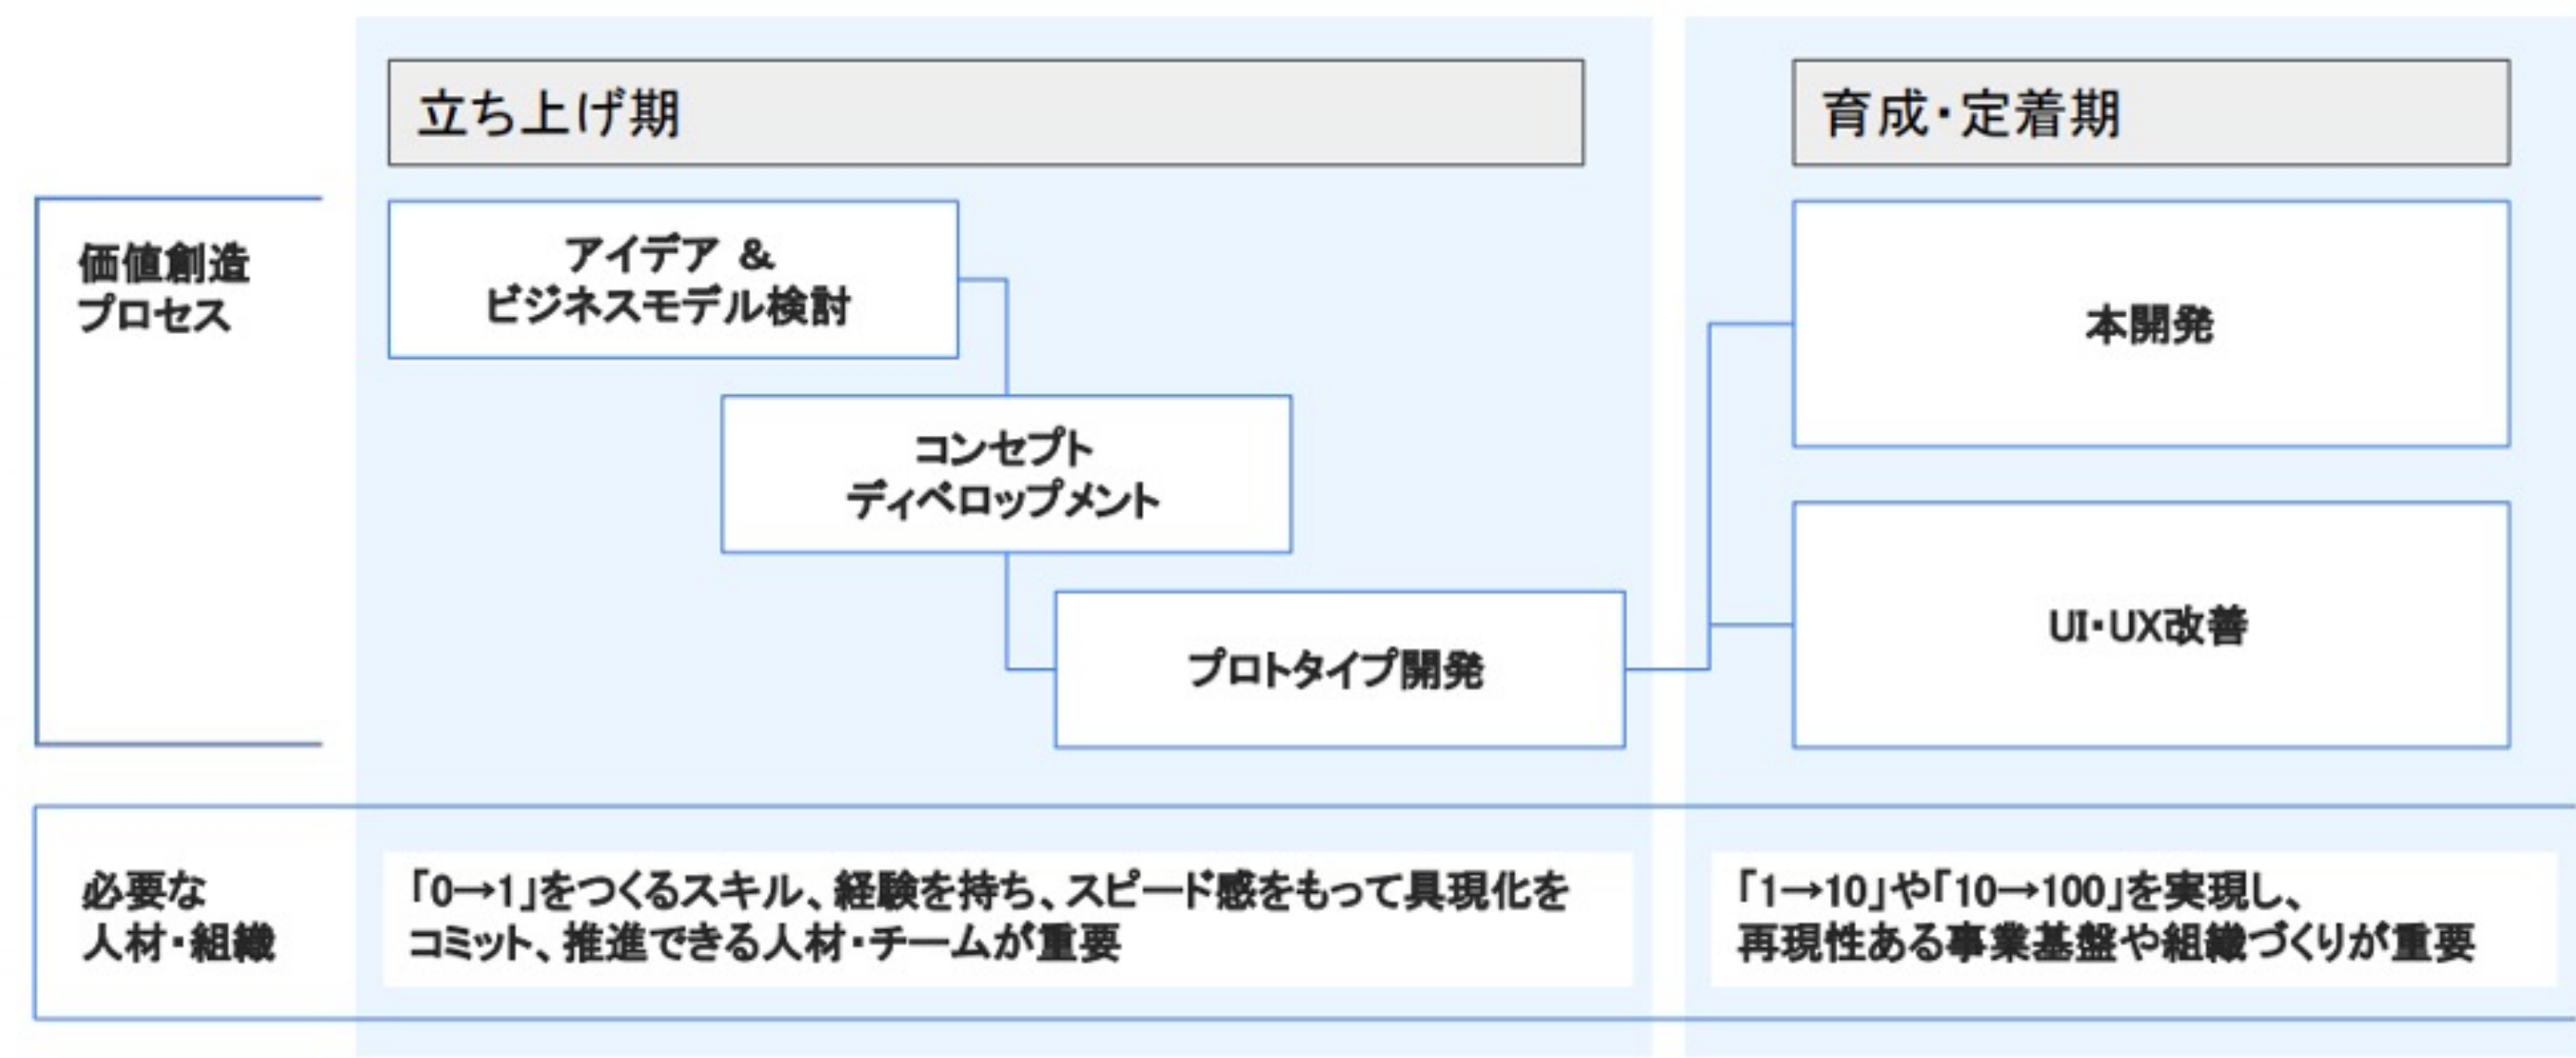 立ち上げ期
育成・定着期
価値創造
プロセス
アイデア ＆
ビジネスモデル検討
コンセプト
ディベロップメント
プロトタイプ開発
本開発
UI・UX改善
必要な
人材・組織
「0→1」をつくるスキル、経験を持ち、スピード感をもって具現化を
コミット、推進できる人材・チームが重要
「1→10」や「10→100」を実現し、
再現性ある事業基盤や組織づくりが重要